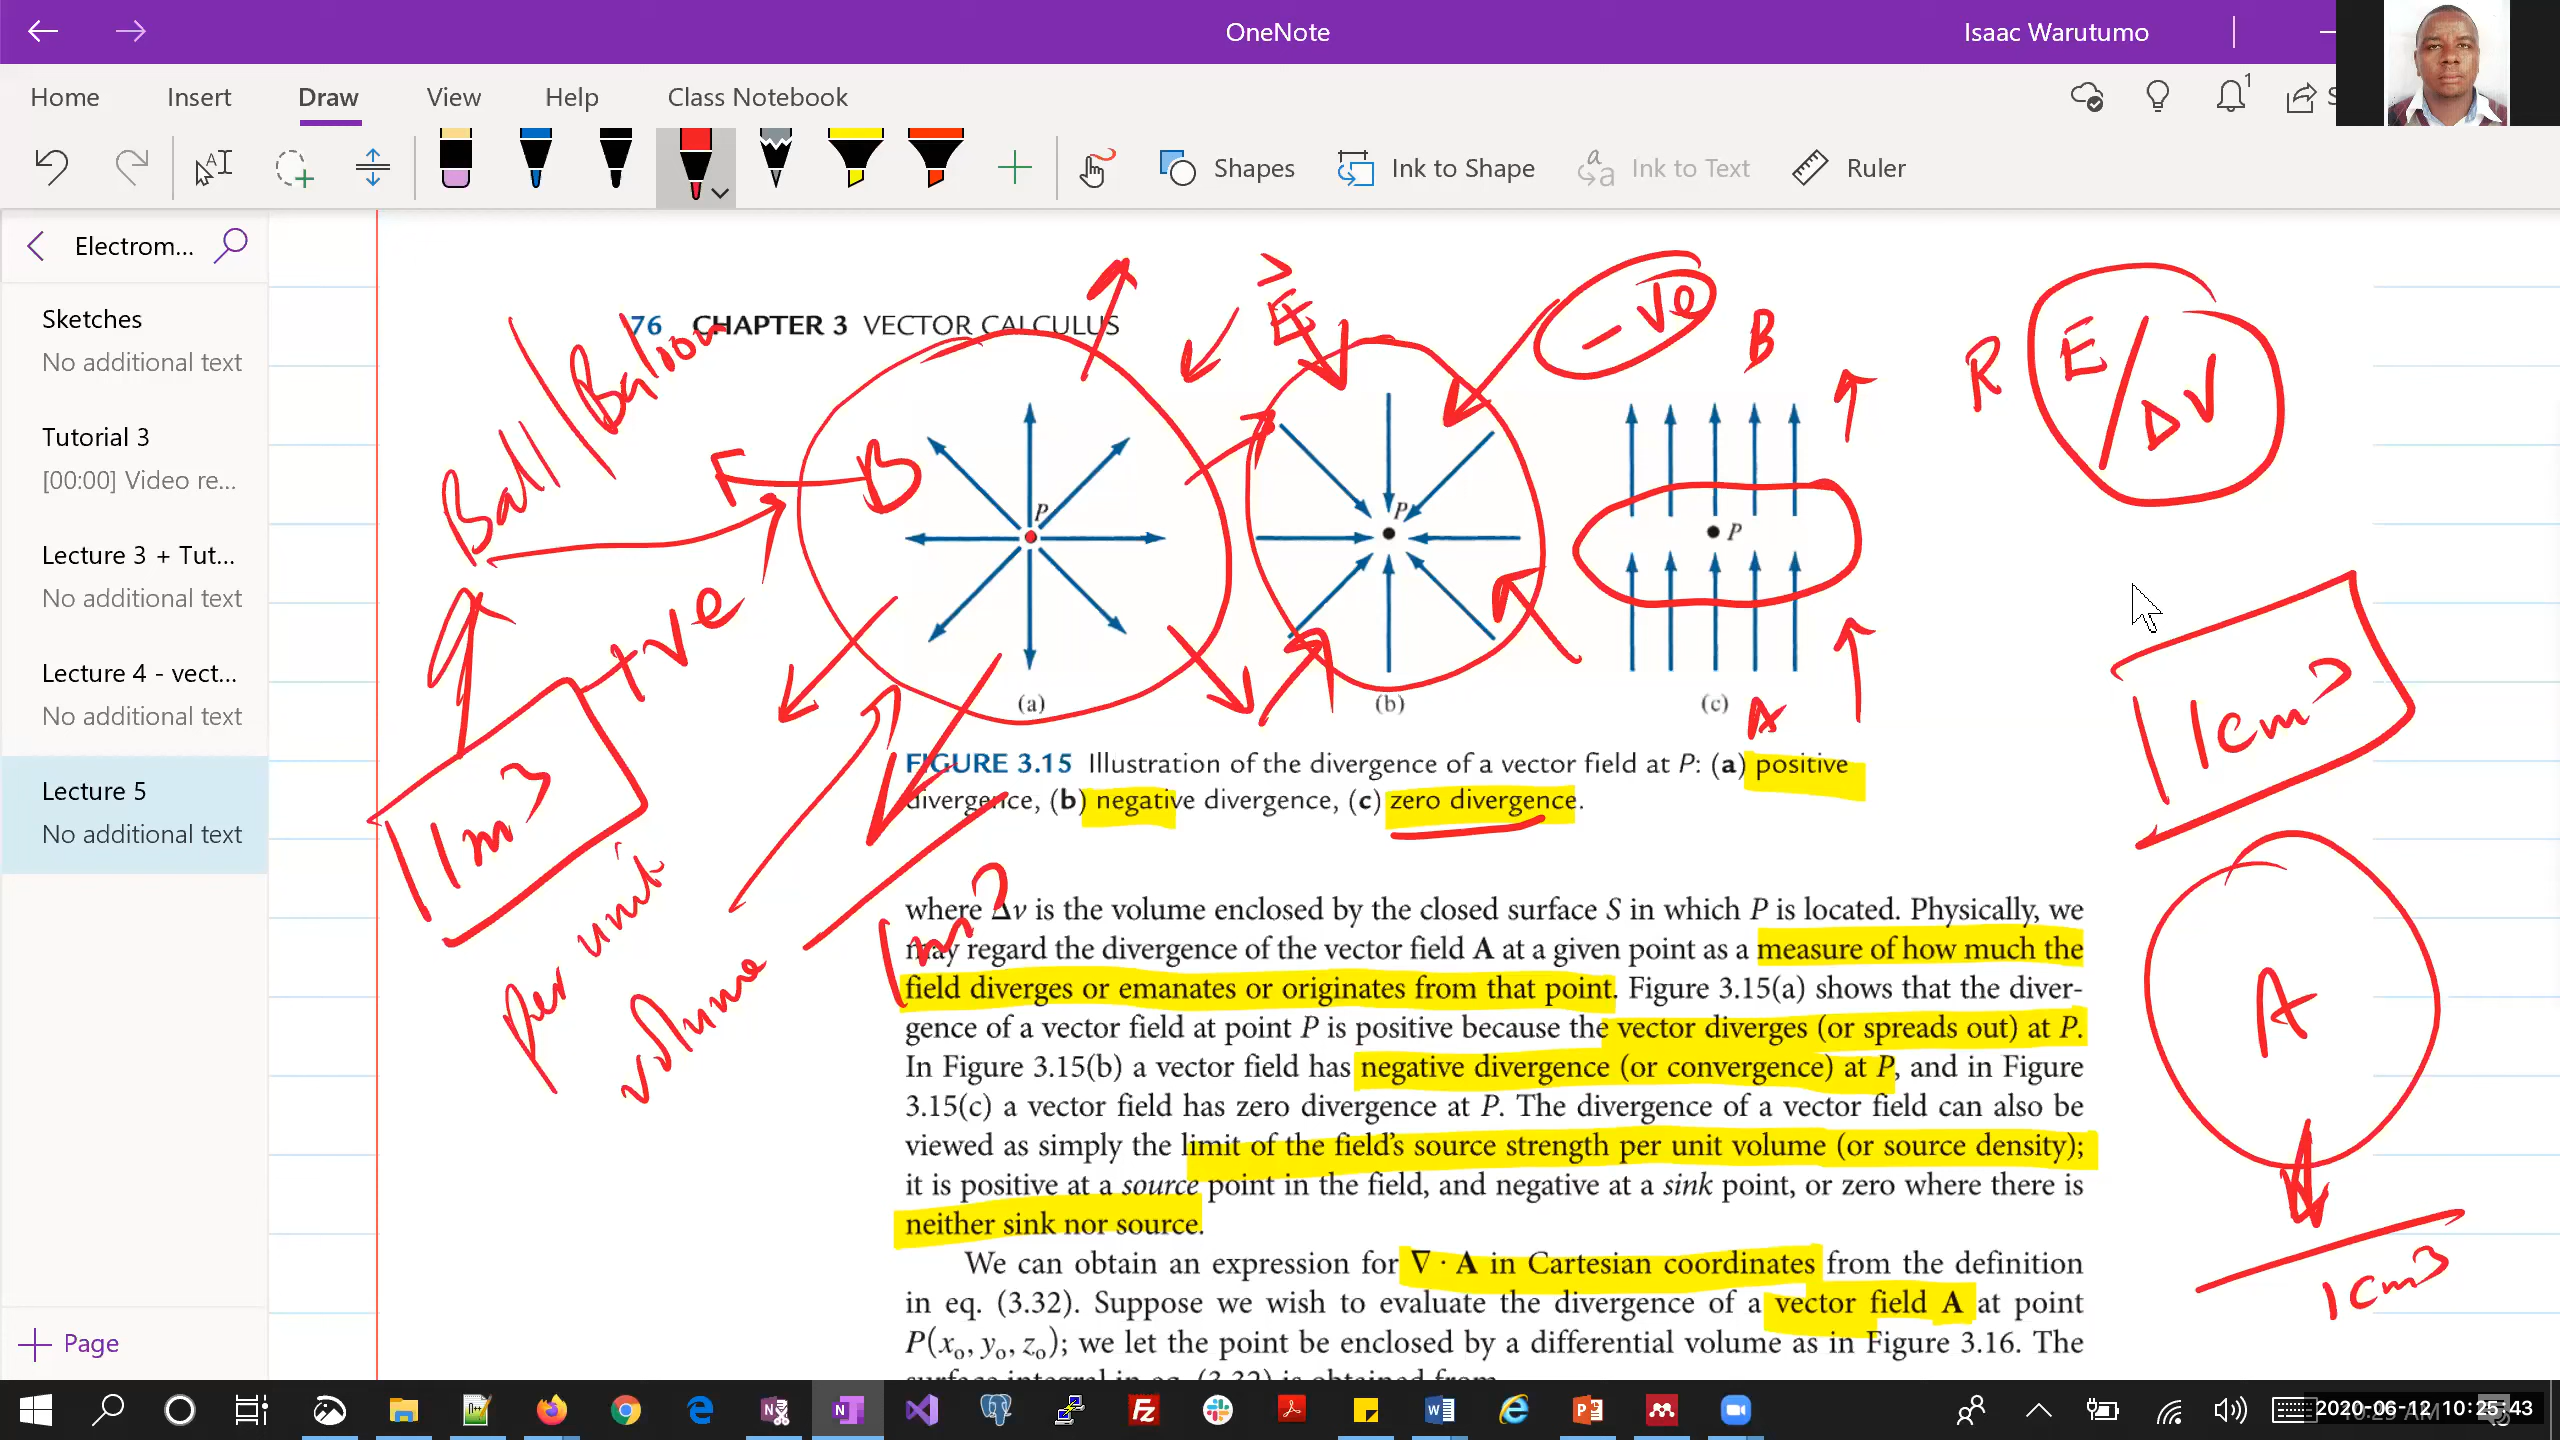 OneNote
Isaac Warutumo
Home Insert Draw View Help Class Notebook
Shapes Ink to Shape Ink to Text Ruler
Electrom...
Sketches
No additional text
Tutorial 3
[00:00] Video re...
Lecture 3 + Tut...
No additional text
Lecture 4 - vect...
No additional text
Lecture 5
No additional text
Page
76 CHAPTER 3 VECTOR CALCULUS
Ball/Baloon
B
E
-ve
B
R E/ΔV
P P P
+ve
(a) (b) (c)
A
1m³
1cm³
per unit
volume
1m³
A
1cm³
FIGURE 3.15 Illustration of the divergence of a vector field at P: (a) positive
divergence, (b) negative divergence, (c) zero divergence.
where Δv is the volume enclosed by the closed surface S in which P is located. Physically, we
may regard the divergence of the vector field A at a given point as a measure of how much the
field diverges or emanates or originates from that point. Figure 3.15(a) shows that the diver-
gence of a vector field at point P is positive because the vector diverges (or spreads out) at P.
In Figure 3.15(b) a vector field has negative divergence (or convergence) at P, and in Figure
3.15(c) a vector field has zero divergence at P. The divergence of a vector field can also be
viewed as simply the limit of the field's source strength per unit volume (or source density);
it is positive at a source point in the field, and negative at a sink point, or zero where there is
neither sink nor source.
We can obtain an expression for ∇ · A in Cartesian coordinates from the definition
in eq. (3.32). Suppose we wish to evaluate the divergence of a vector field A at point
P(x₀, y₀, z₀); we let the point be enclosed by a differential volume as in Figure 3.16. The
surface integral in eq. (3.32) is obtained from
2020-06-12 10:25:43